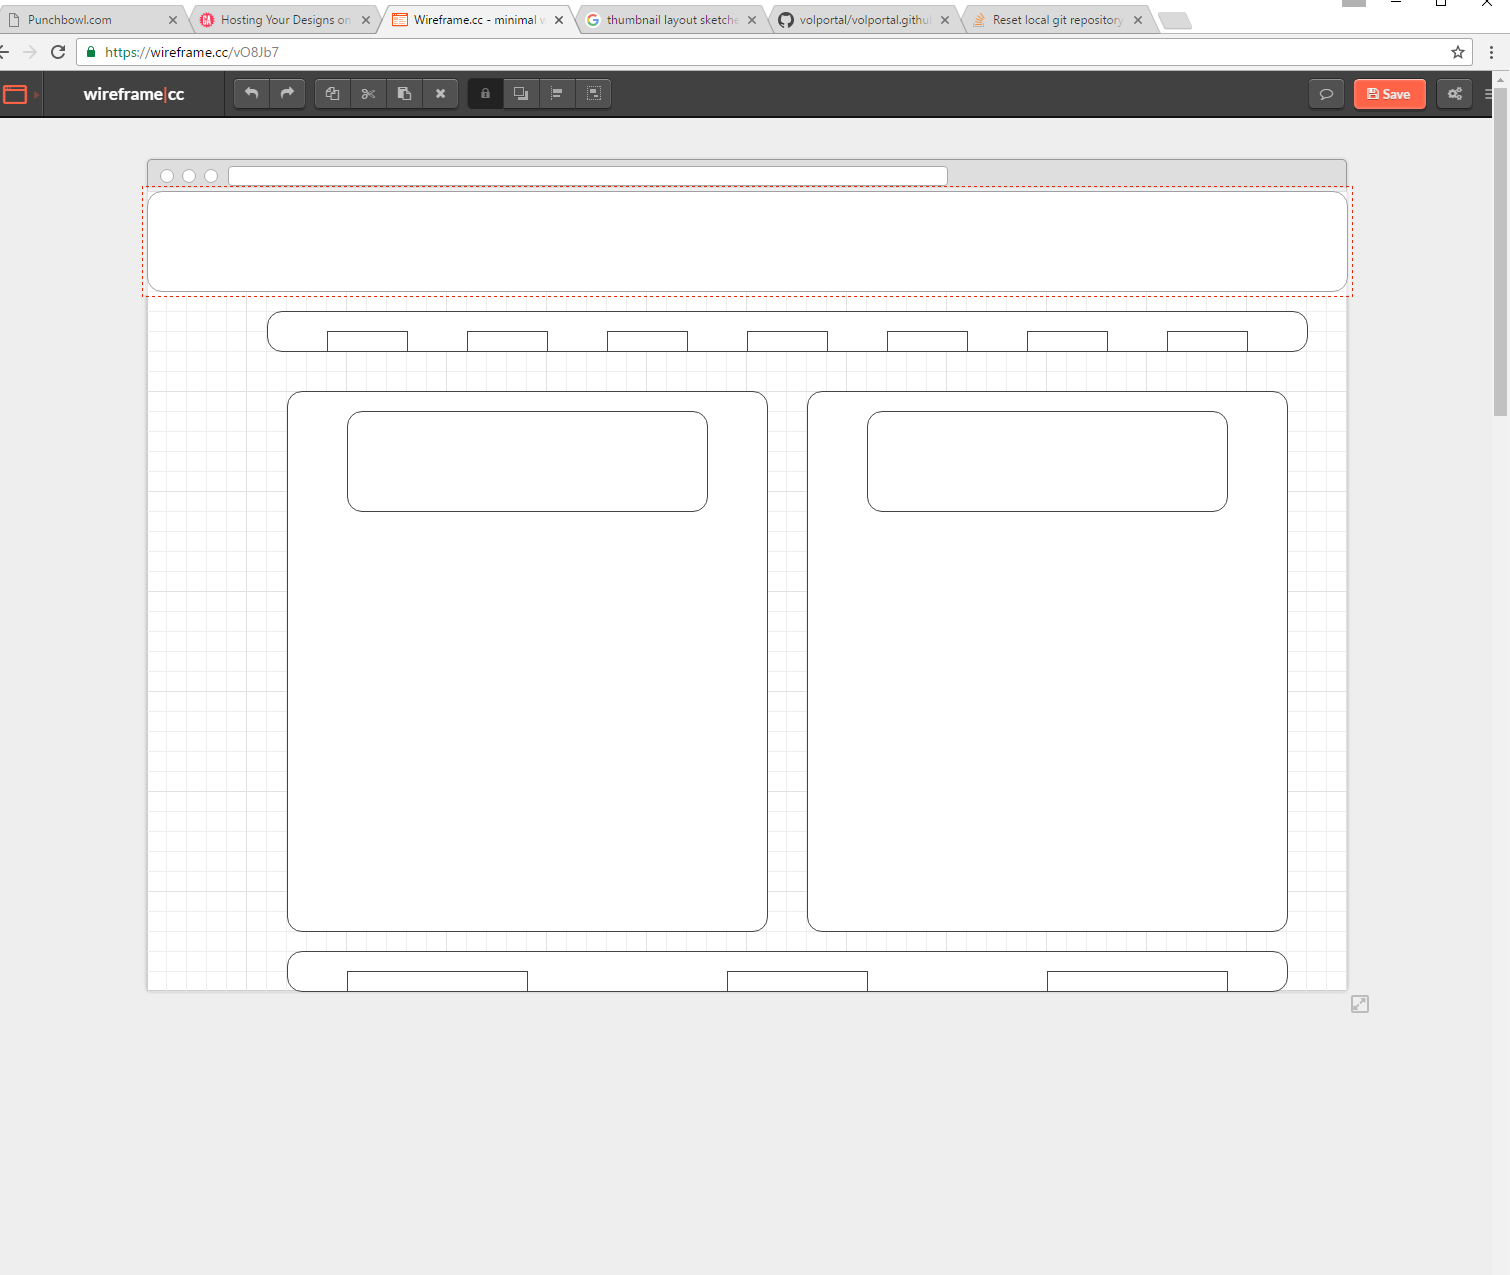 Punchbowl.com
Hosting Your Designs on
Wireframe.cc - minimal w
thumbnail layout sketche
volportal/volportal.githu
Reset local git repository
https://wireframe.cc/vO8Jb7
wireframe|cc
Save